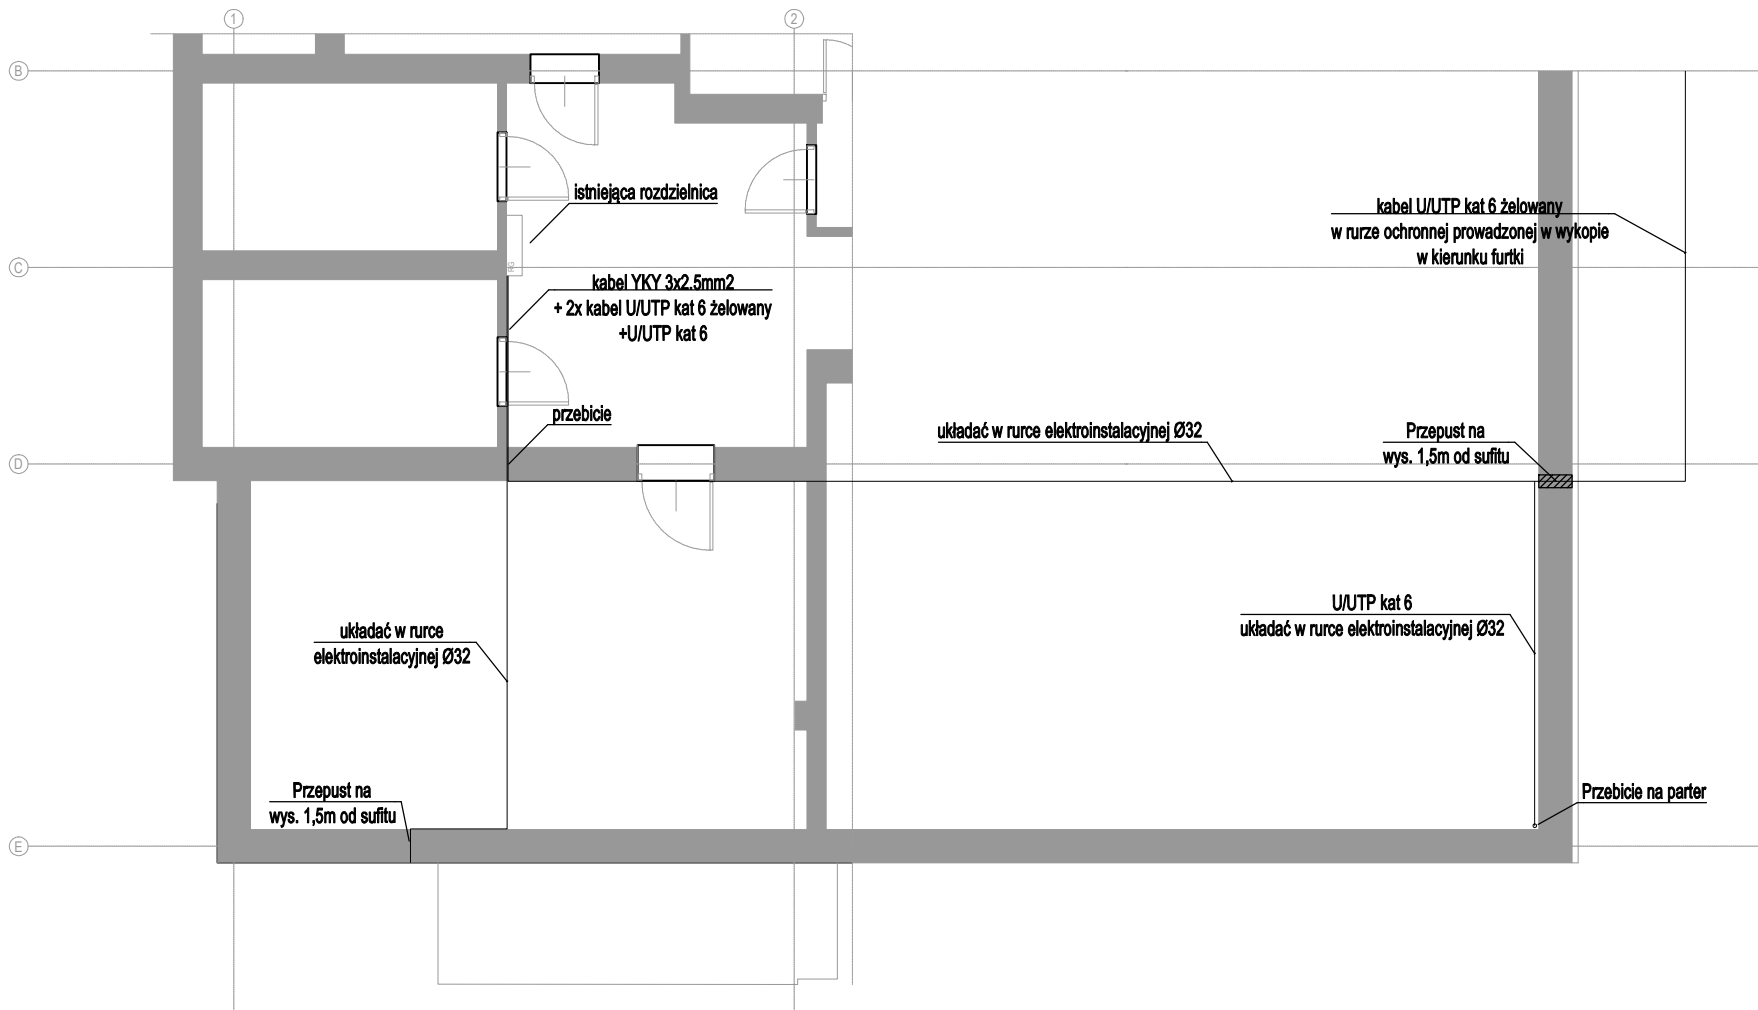 1
2
B
istniejąca rozdzielnica
kabel U/UTP kat 6 żelowany
w rurze ochronnej prowadzonej w wykopie
w kierunku furtki
C
RG
kabel YKY 3x2.5mm2
+ 2x kabel U/UTP kat 6 żelowany
+U/UTP kat 6
przebicie
układać w rurce elektroinstalacyjnej Ø32
Przepust na
wys. 1,5m od sufitu
D
U/UTP kat 6
układać w rurce elektroinstalacyjnej Ø32
układać w rurce
elektroinstalacyjnej Ø32
Przepust na
wys. 1,5m od sufitu
Przebicie na parter
E